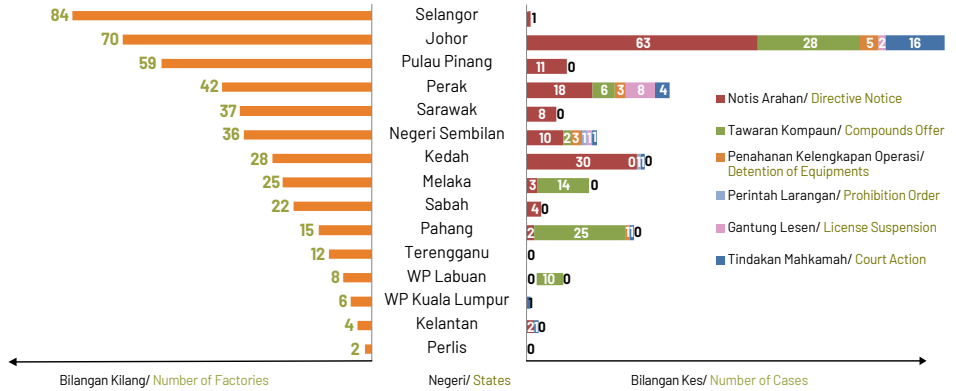 84 Selangor 1
70 Johor 63 28 5 2 16
59 Pulau Pinang 11 0
42 Perak 18 6 3 8 4
37 Sarawak 8 0
36 Negeri Sembilan 10 2 3 1 1 1
28 Kedah 30 0 1 1 0
25 Melaka 3 14 0
22 Sabah 4 0
15 Pahang 2 25 1 1 0
12 Terengganu 0
8 WP Labuan 0 10 0
6 WP Kuala Lumpur 1
4 Kelantan 2 1 0
2 Perlis 0
Notis Arahan/ Directive Notice
Tawaran Kompaun/ Compounds Offer
Penahanan Kelengkapan Operasi/
Detention of Equipments
Perintah Larangan/ Prohibition Order
Gantung Lesen/ License Suspension
Tindakan Mahkamah/ Court Action
Bilangan Kilang/ Number of Factories
Negeri/ States
Bilangan Kes/ Number of Cases